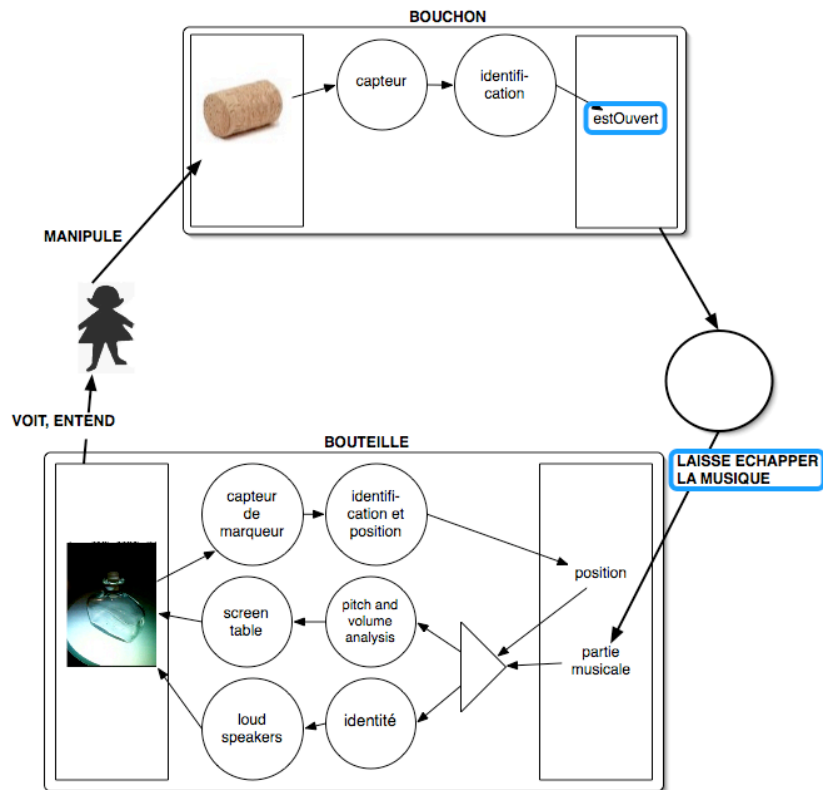 BOUCHON
capteur
identifi-
cation
estOuvert
MANIPULE
VOIT, ENTEND
LAISSE ECHAPPER
LA MUSIQUE
BOUTEILLE
capteur
de
marqueur
identifi-
cation et
position
position
screen
table
pitch and
volume
analysis
partie
musicale
loud
speakers
identité